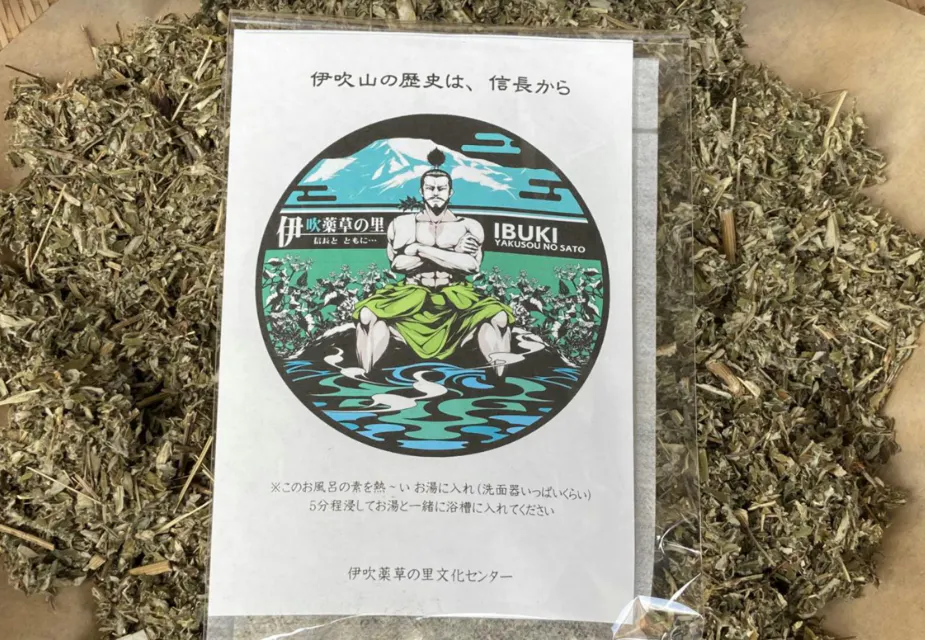 伊吹山の歴史は、信長から
伊吹薬草の里
信長と ともに…
IBUKI
YAKUSOU NO SATO
※このお風呂の素を熱~い お湯に入れ(洗面器いっぱいくらい)
5分程浸してお湯と一緒に浴槽に入れてください
伊吹薬草の里文化センター